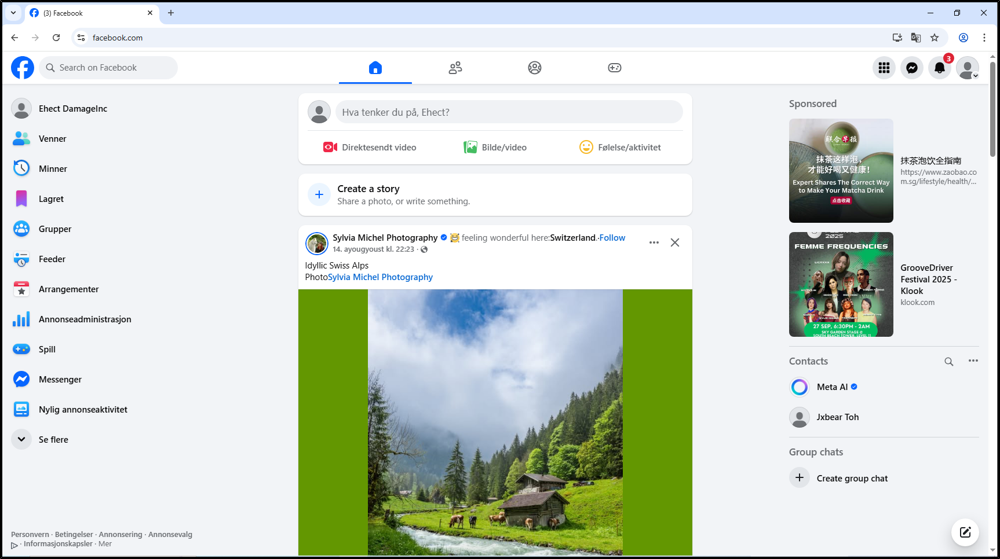 (3) Facebook
facebook.com
Search on Facebook
3
Ehect DamageInc
Venner
Minner
Lagret
Grupper
Feeder
Arrangementer
Annonseadministrasjon
Spill
Messenger
Nylig annonseaktivitet
Se flere
Personvern · Betingelser · Annonsering · Annonsevalg
· Informasjonskapsler · Mer
Hva tenker du på, Ehect?
Direktesendt video
Bilde/video
Følelse/aktivitet
Create a story
Share a photo, or write something.
Sylvia Michel Photography feeling wonderful here:Switzerland.·Follow
14. ayougyoust kl. 22:23 ·
Idyllic Swiss Alps
PhotoSylvia Michel Photography
Sponsored
联合早报
抹茶这样泡，
才能好喝又健康！
Expert Shares The Correct Way
to Make Your Matcha Drink
点击收藏
抹茶泡饮全指南
https://www.zaobao.co
m.sg/lifestyle/health/...
2025
FEMME FREQUENCIES
27 SEP, 6:30PM - 2AM
SKY GARDEN STAGE @
SOUTH BEACH TOWER, LEVEL 11
GrooveDriver
Festival 2025 -
Klook
klook.com
Contacts
Meta AI
Jxbear Toh
Group chats
Create group chat